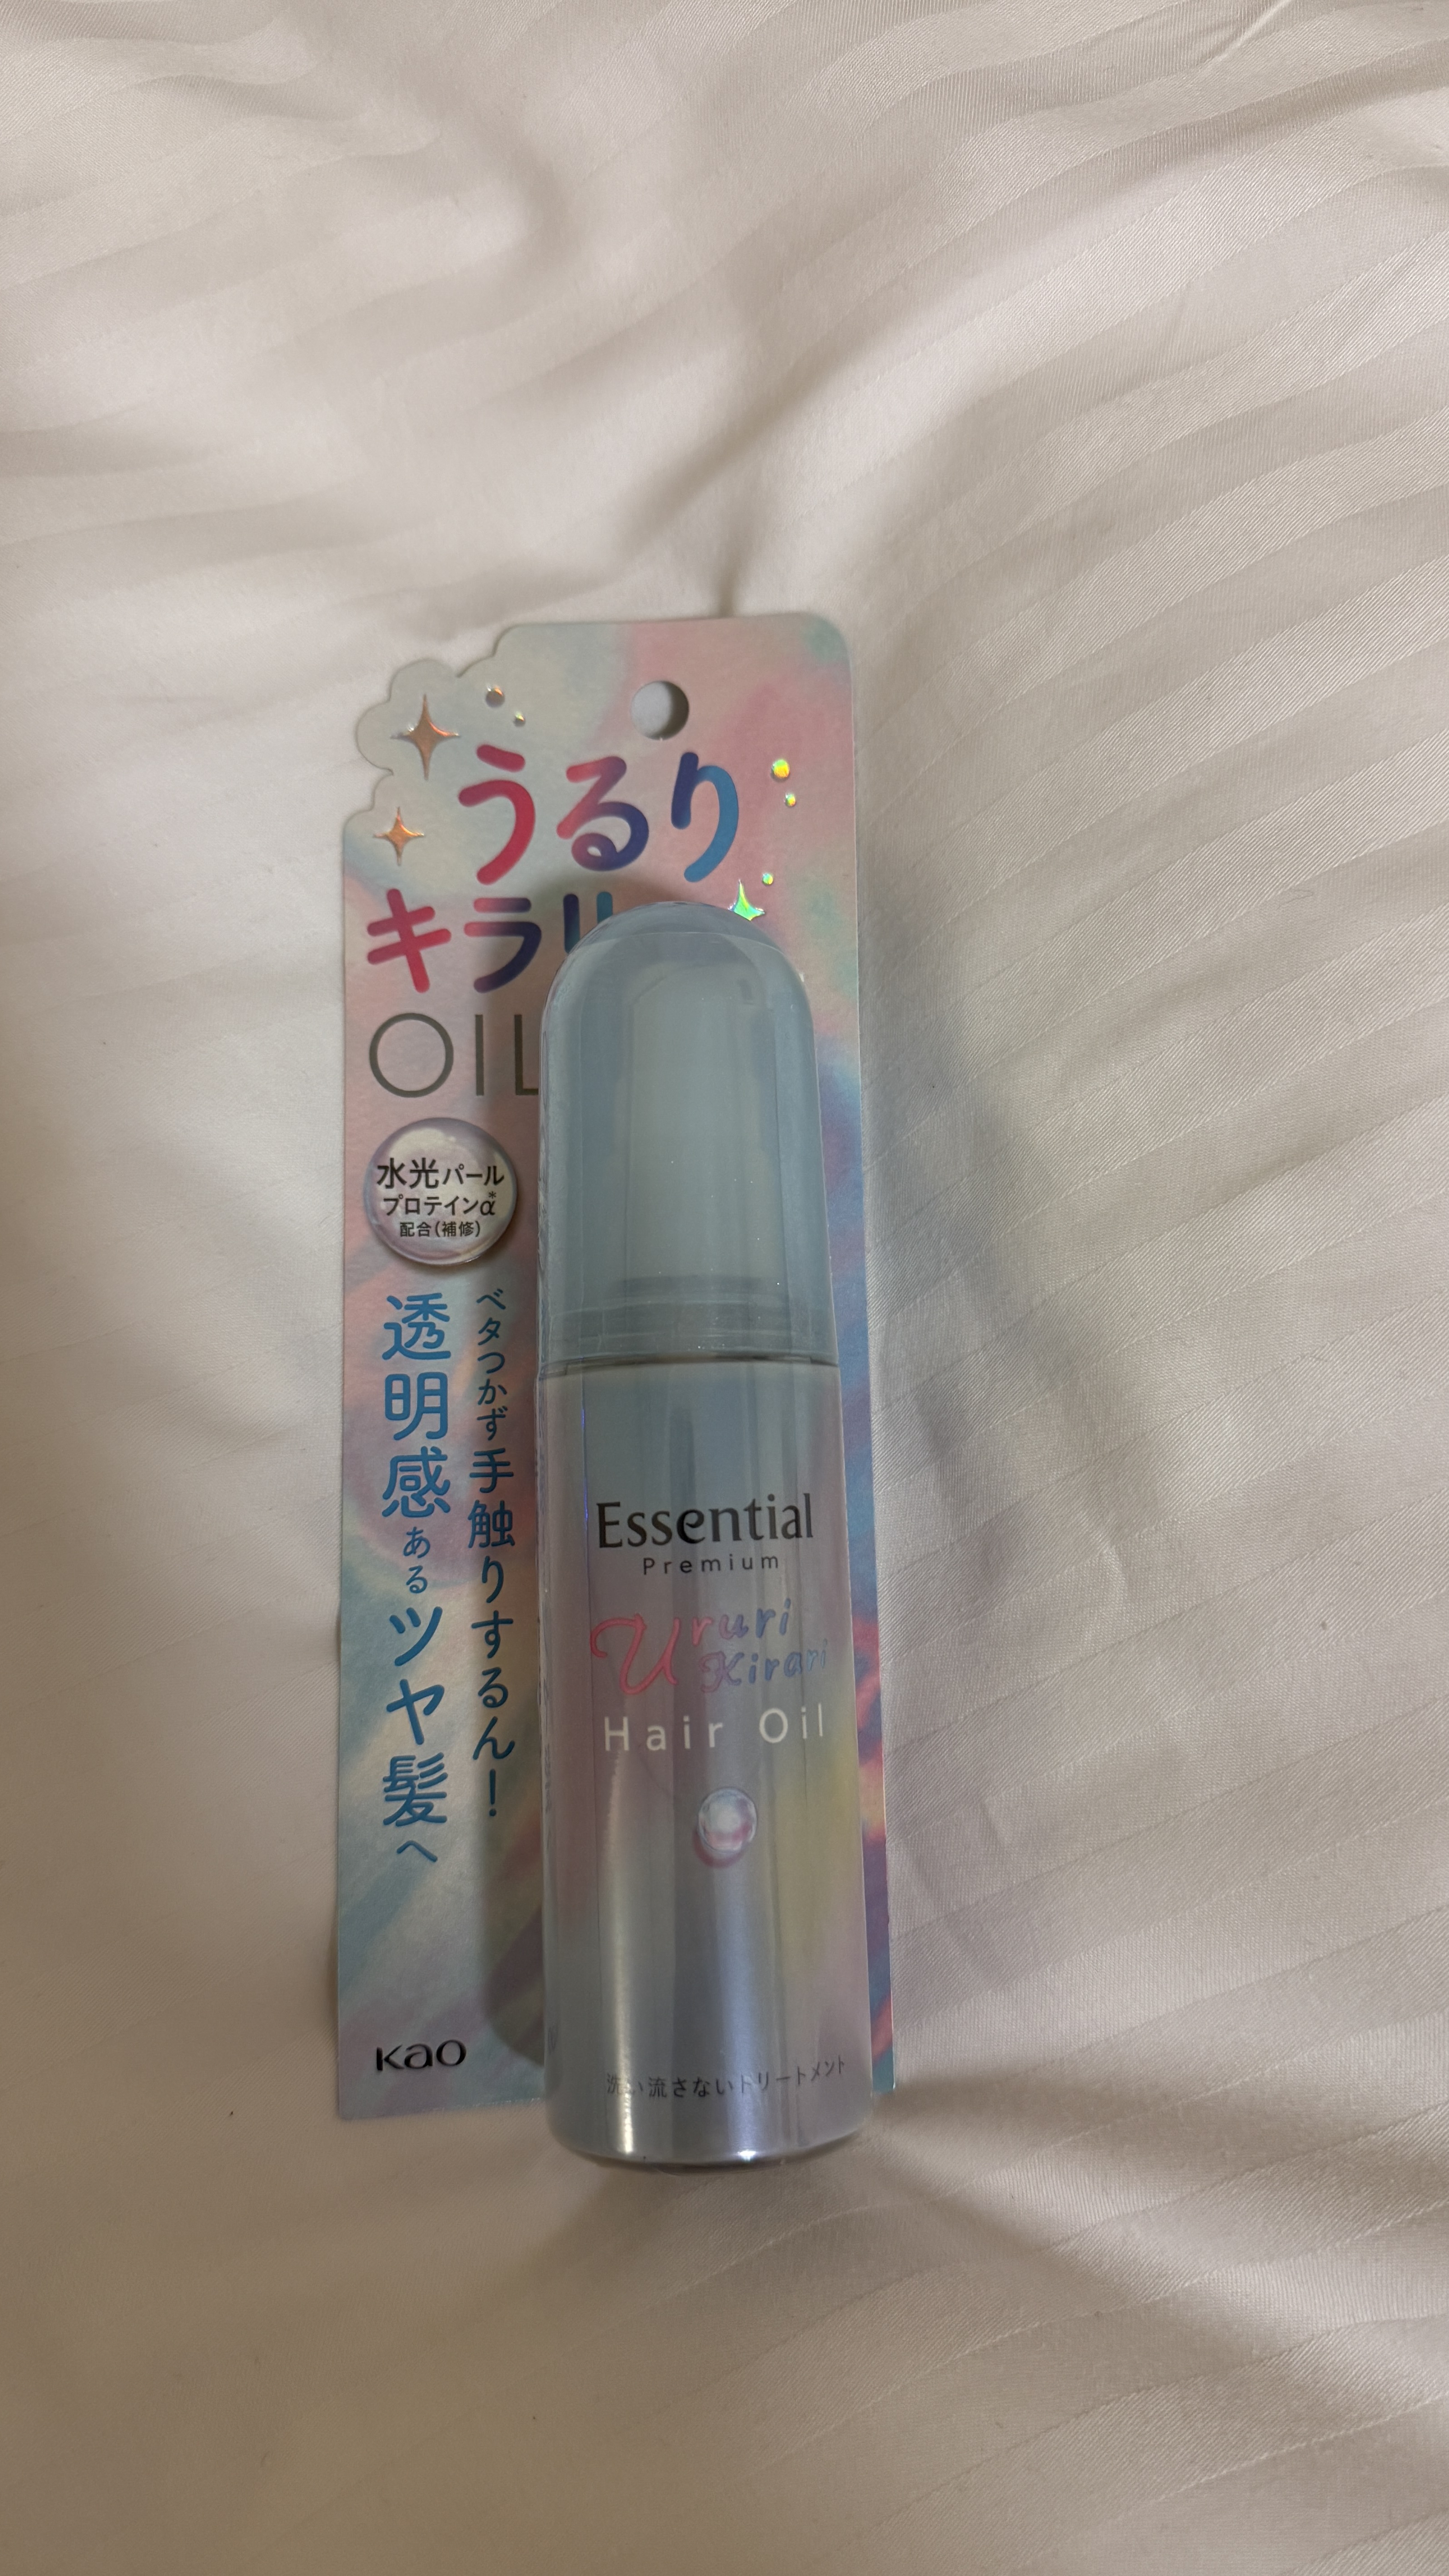 うるり
キラリ
OIL
水光パール
プロテインα*
配合(補修)
ベタつかず手触りするん!
透明感あるツヤ髪へ
Kao
Essential
Premium
Ururi
Kirari
Hair Oil
洗い流さないトリートメント